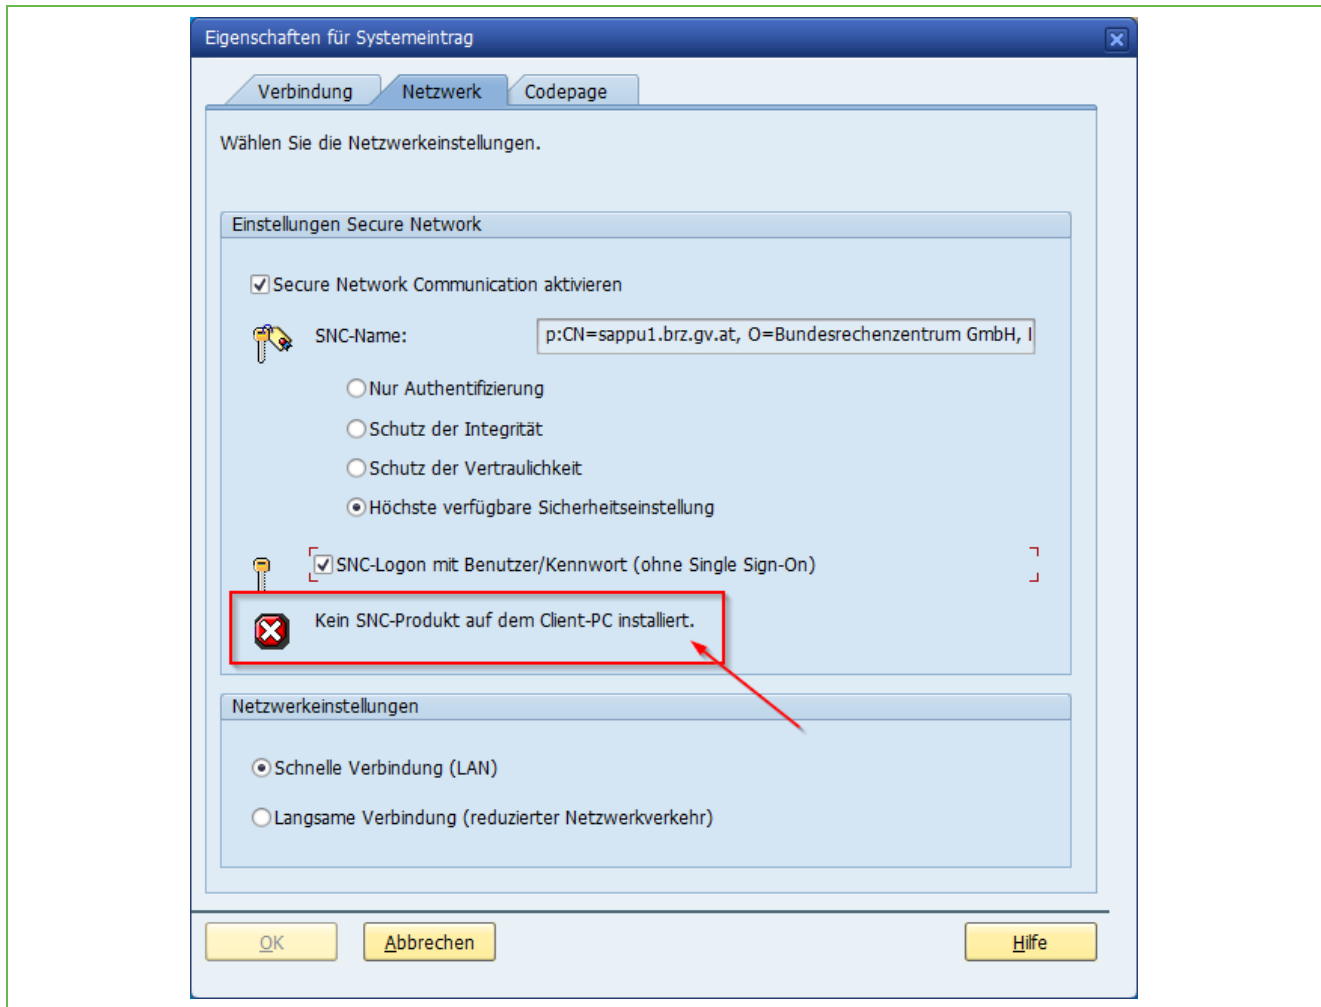 Eigenschaften für Systemeintrag
Verbindung Netzwerk Codepage
Wählen Sie die Netzwerkeinstellungen.
Einstellungen Secure Network
Secure Network Communication aktivieren
SNC-Name: p:CN=sappu1.brz.gv.at, O=Bundesrechenzentrum GmbH,
Nur Authentifizierung
Schutz der Integrität
Schutz der Vertraulichkeit
Höchste verfügbare Sicherheitseinstellung
SNC-Logon mit Benutzer/Kennwort (ohne Single Sign-On)
Kein SNC-Produkt auf dem Client-PC installiert.
Netzwerkeinstellungen
Schnelle Verbindung (LAN)
Langsame Verbindung (reduzierter Netzwerkverkehr)
OK Abbrechen Hilfe